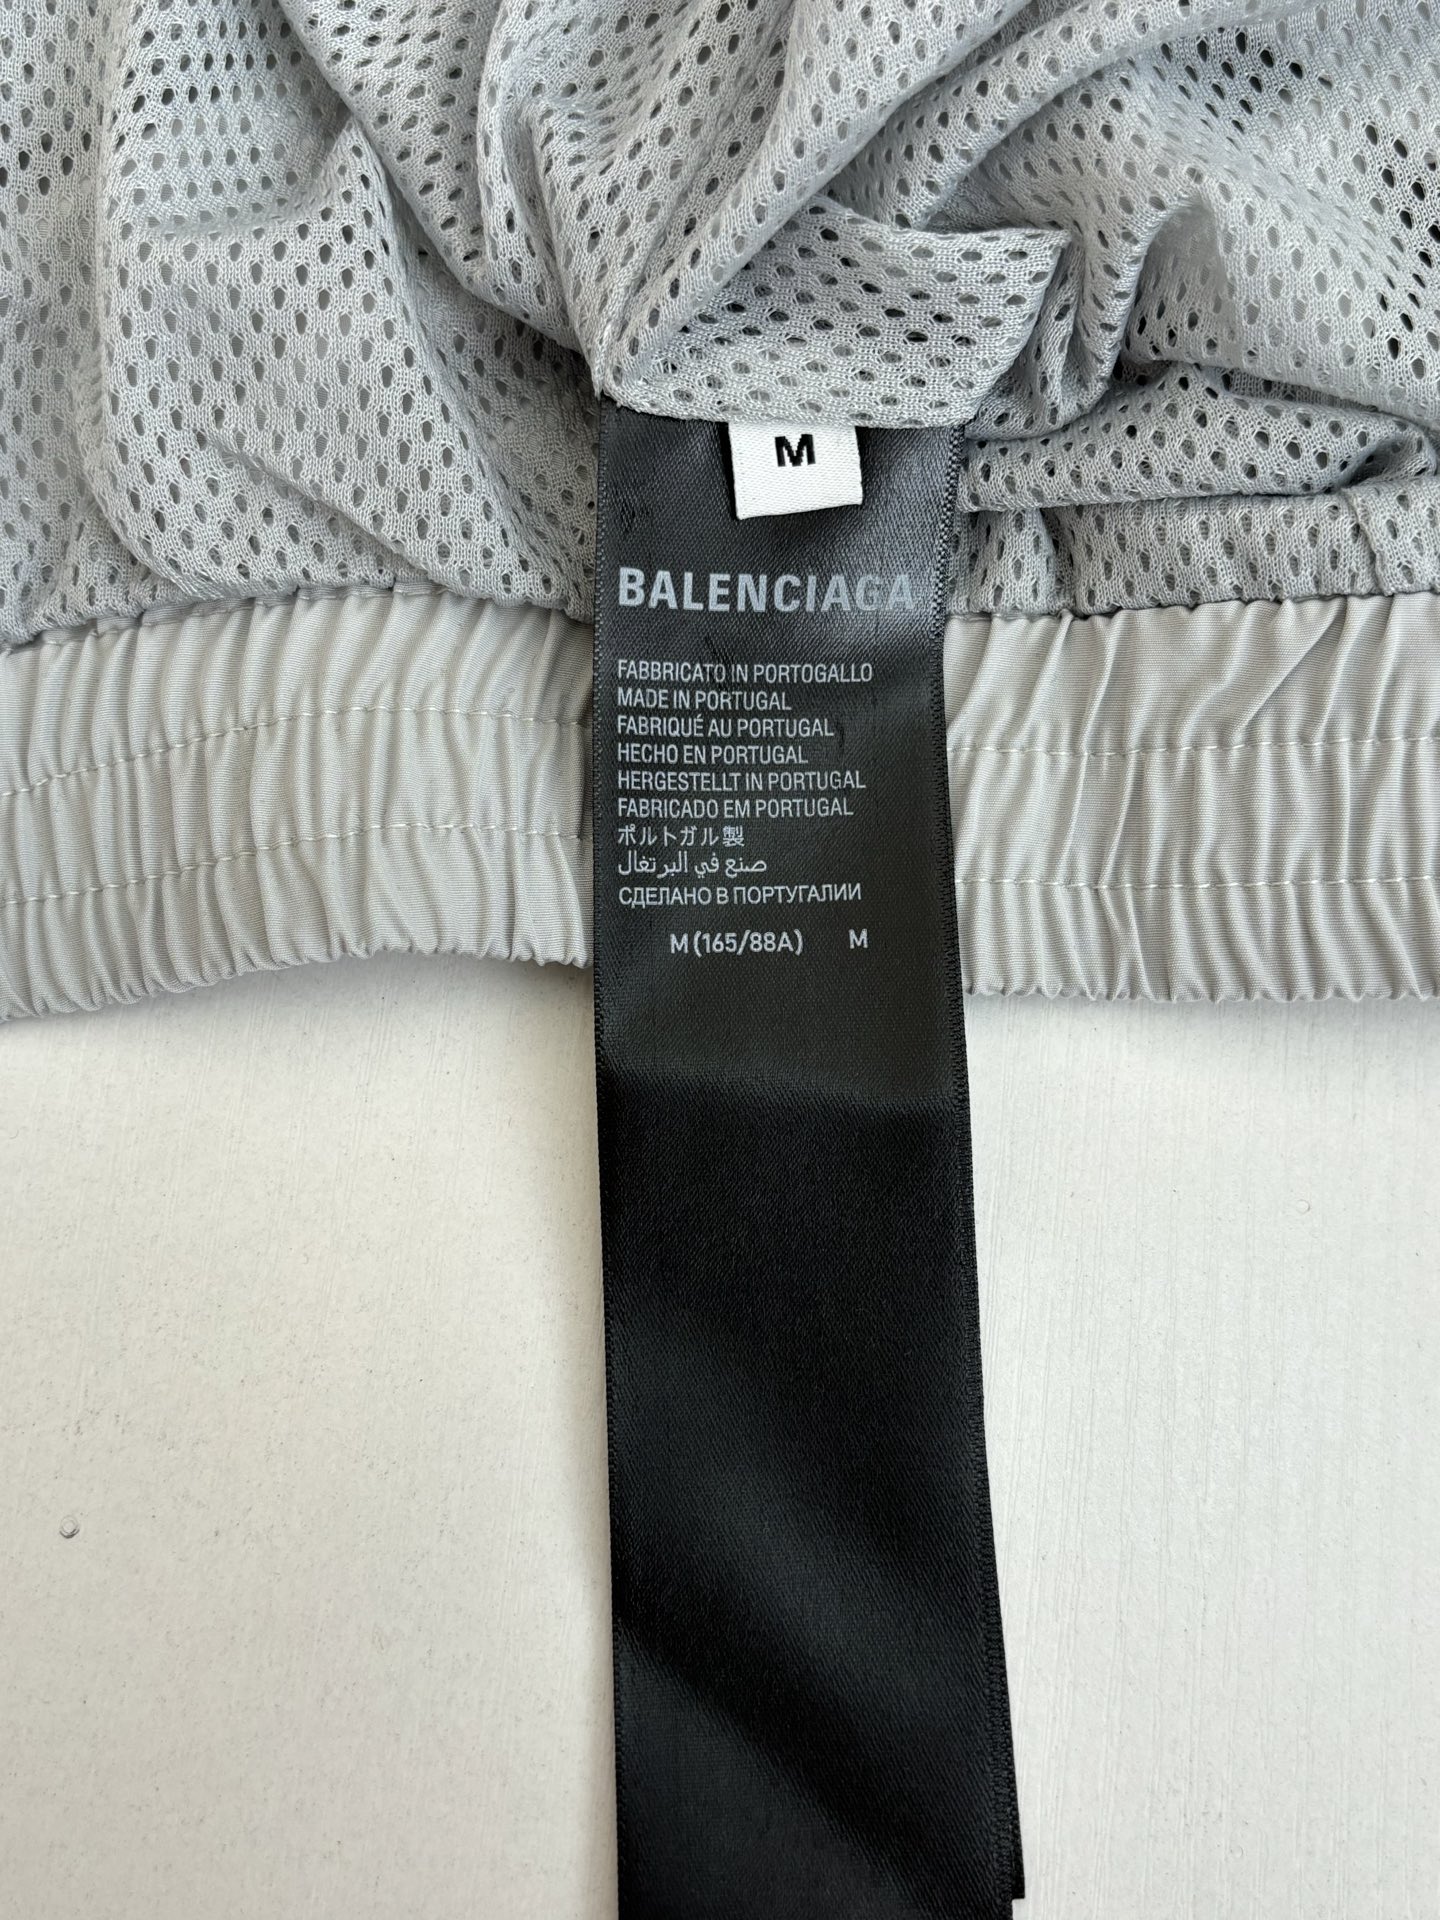 M
BALENCIAGA
FABBRICATO IN PORTOGALLO
MADE IN PORTUGAL
FABRIQUÉ AU PORTUGAL
HECHO EN PORTUGAL
HERGESTELLT IN PORTUGAL
FABRICADO EM PORTUGAL
ポルトガル製
صنع في البرتغال
СДЕЛАНО В ПОРТУГАЛИИ
M (165/88A) M